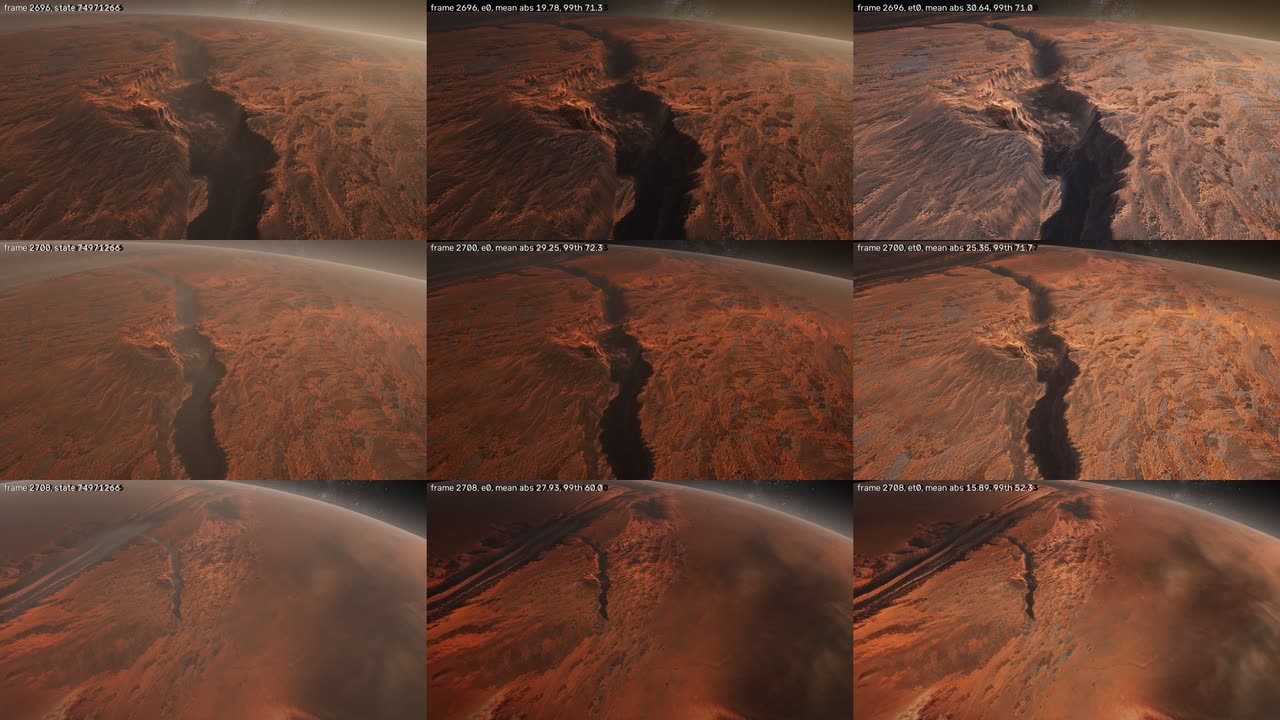 frame 2696, state 74971266
frame 2696, e0, mean abs 19.78, 99th 71.3
frame 2696, et0, mean abs 30.64, 99th 71.0
frame 2700, state 74971266
frame 2700, e0, mean abs 29.25, 99th 72.3
frame 2700, et0, mean abs 25.35, 99th 71.7
frame 2708, state 74971266
frame 2708, e0, mean abs 27.93, 99th 60.0
frame 2708, et0, mean abs 15.89, 99th 52.3